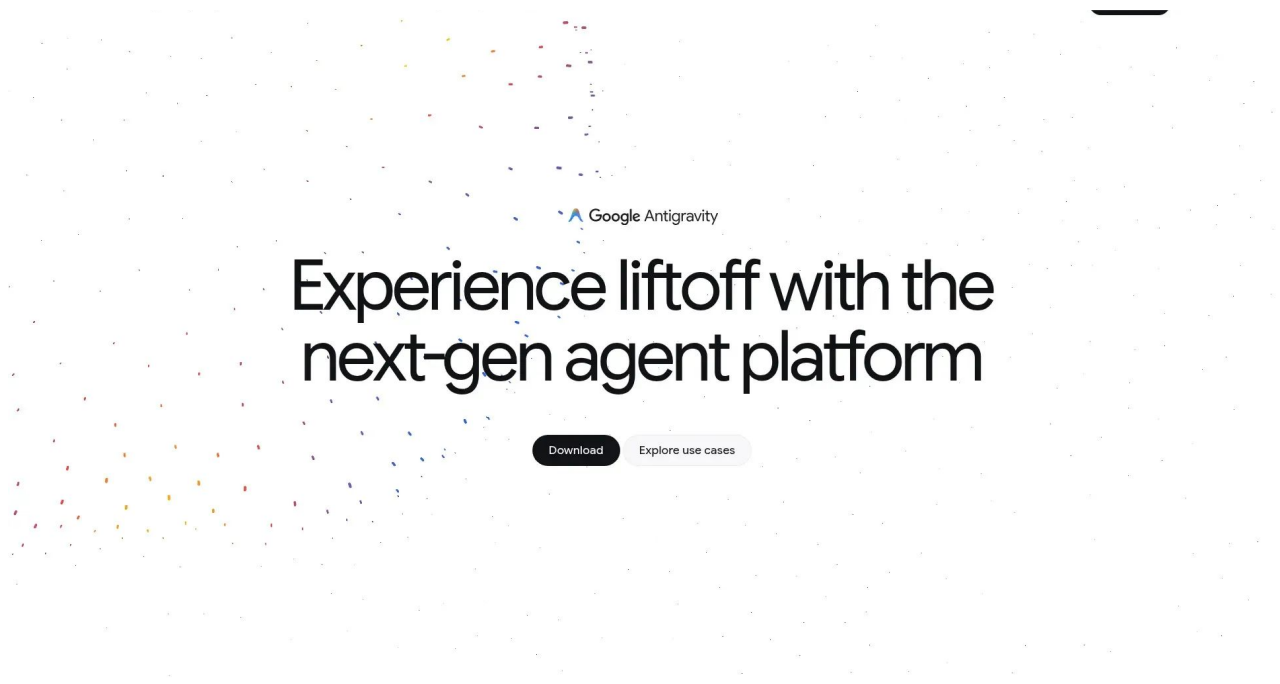 Google Antigravity
Experience liftoff with the
next-gen agent platform
Download
Explore use cases